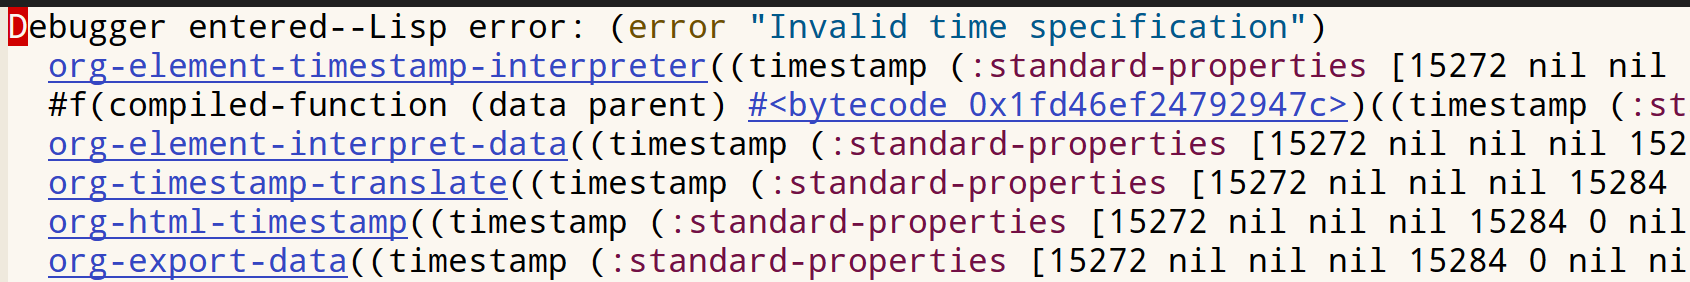 Debugger entered--Lisp error: (error "Invalid time specification")
org-element-timestamp-interpreter((timestamp (:standard-properties [15272 nil nil
#f(compiled-function (data parent) #<bytecode 0x1fd46ef24792947c>)((timestamp (:st
org-element-interpret-data((timestamp (:standard-properties [15272 nil nil nil 152
org-timestamp-translate((timestamp (:standard-properties [15272 nil nil nil 15284
org-html-timestamp((timestamp (:standard-properties [15272 nil nil nil 15284 0 nil
org-export-data((timestamp (:standard-properties [15272 nil nil nil 15284 0 nil ni